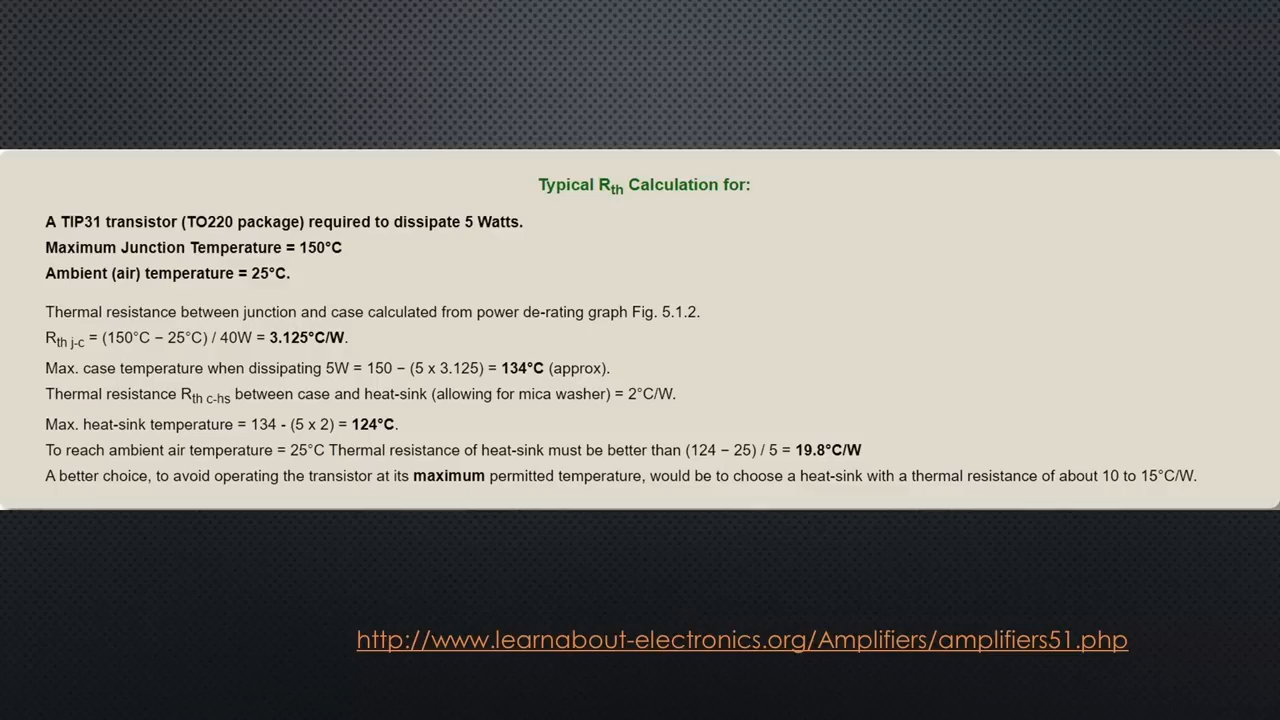 Typical Rth Calculation for:
A TIP31 transistor (TO220 package) required to dissipate 5 Watts.
Maximum Junction Temperature = 150°C
Ambient (air) temperature = 25°C.
Thermal resistance between junction and case calculated from power de-rating graph Fig. 5.1.2.
Rth j-c = (150°C − 25°C) / 40W = 3.125°C/W.
Max. case temperature when dissipating 5W = 150 − (5 x 3.125) = 134°C (approx).
Thermal resistance Rth c-hs between case and heat-sink (allowing for mica washer) = 2°C/W.
Max. heat-sink temperature = 134 - (5 x 2) = 124°C.
To reach ambient air temperature = 25°C Thermal resistance of heat-sink must be better than (124 − 25) / 5 = 19.8°C/W
A better choice, to avoid operating the transistor at its maximum permitted temperature, would be to choose a heat-sink with a thermal resistance of about 10 to 15°C/W.
http://www.learnabout-electronics.org/Amplifiers/amplifiers51.php